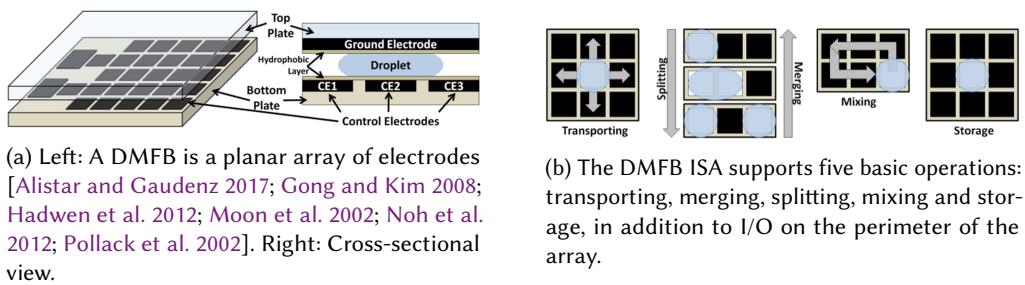 Top
Plate
Ground Electrode
Hydrophobic
Layer
Droplet
Bottom
Plate
CE1
CE2
CE3
Control Electrodes
(a) Left: A DMFB is a planar array of electrodes
[Alistar and Gaudenz 2017; Gong and Kim 2008;
Hadwen et al. 2012; Moon et al. 2002; Noh et al.
2012; Pollack et al. 2002]. Right: Cross-sectional
view.
Transporting
Splitting
Merging
Mixing
Storage
(b) The DMFB ISA supports five basic operations:
transporting, merging, splitting, mixing and stor-
age, in addition to I/O on the perimeter of the
array.